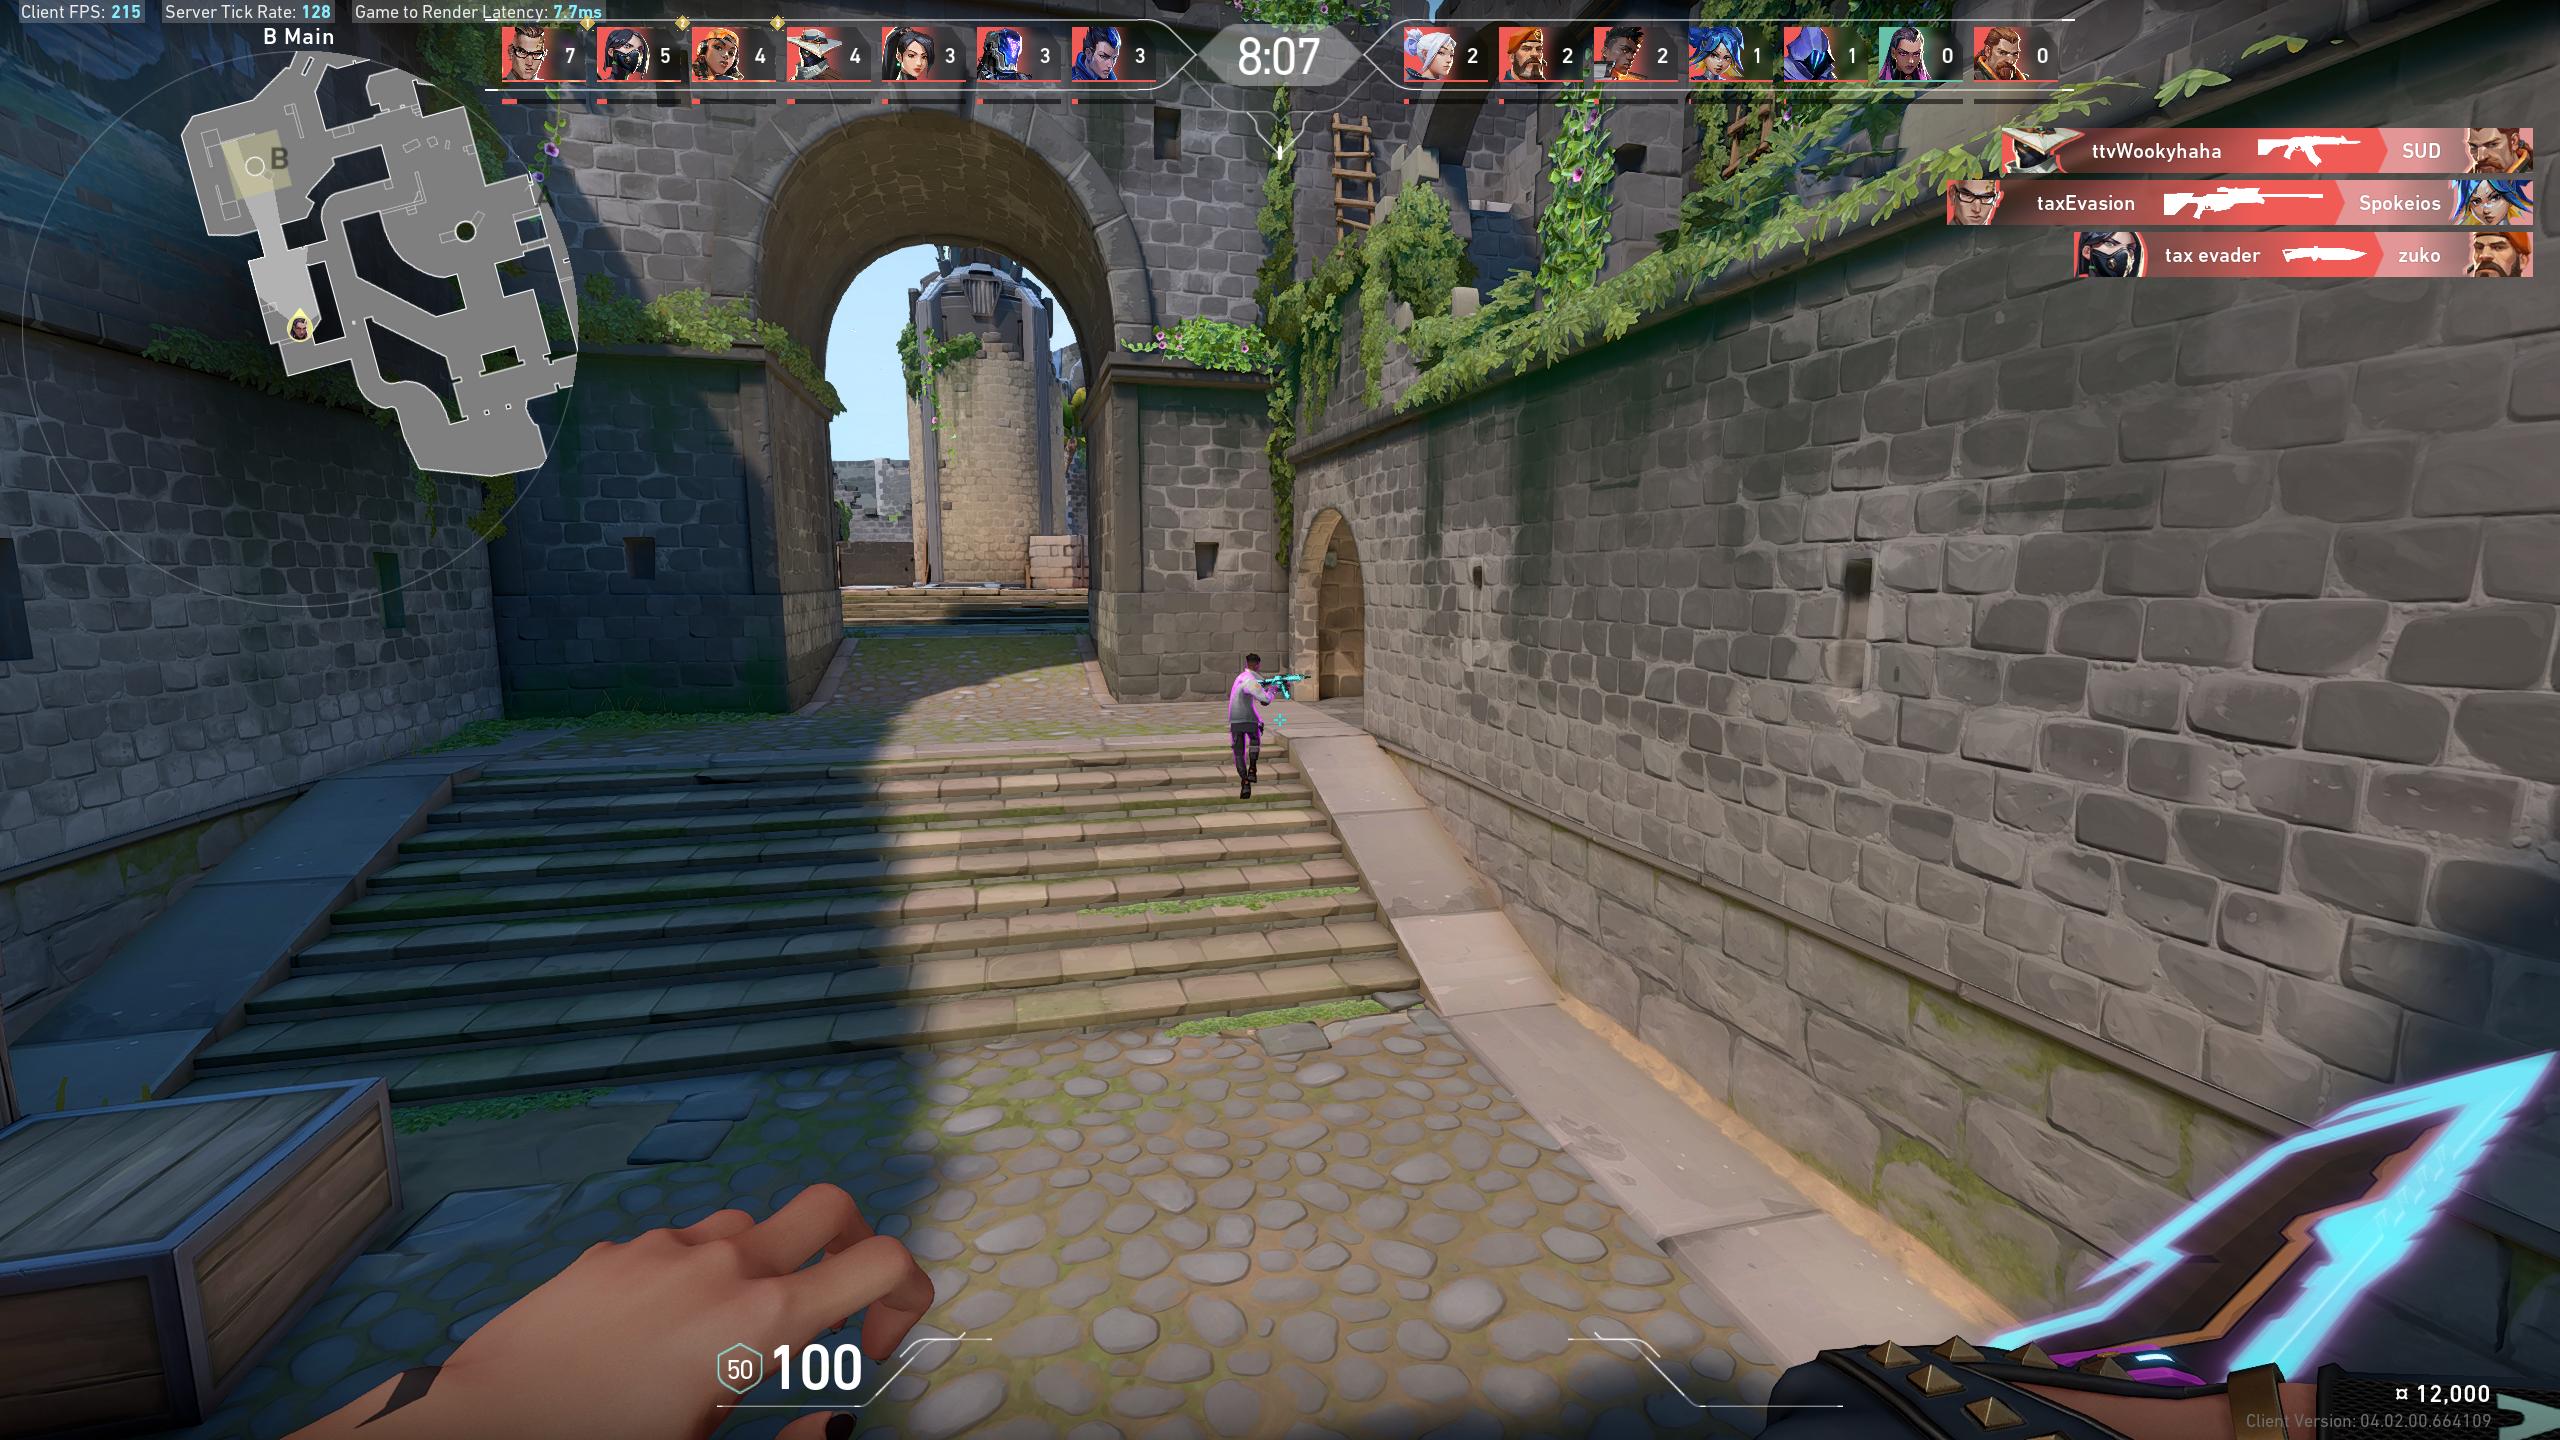 Client FPS: 215 Server Tick Rate: 128 Game to Render Latency: 7.7ms
B Main
7 5 4 4 3 3 3 8:07 2 2 2 1 1 0 0
B
ttvWookyhaha SUD
taxEvasion Spokeios
tax evader zuko
50 100
¤ 12,000
Client Version: 04.02.00.664109